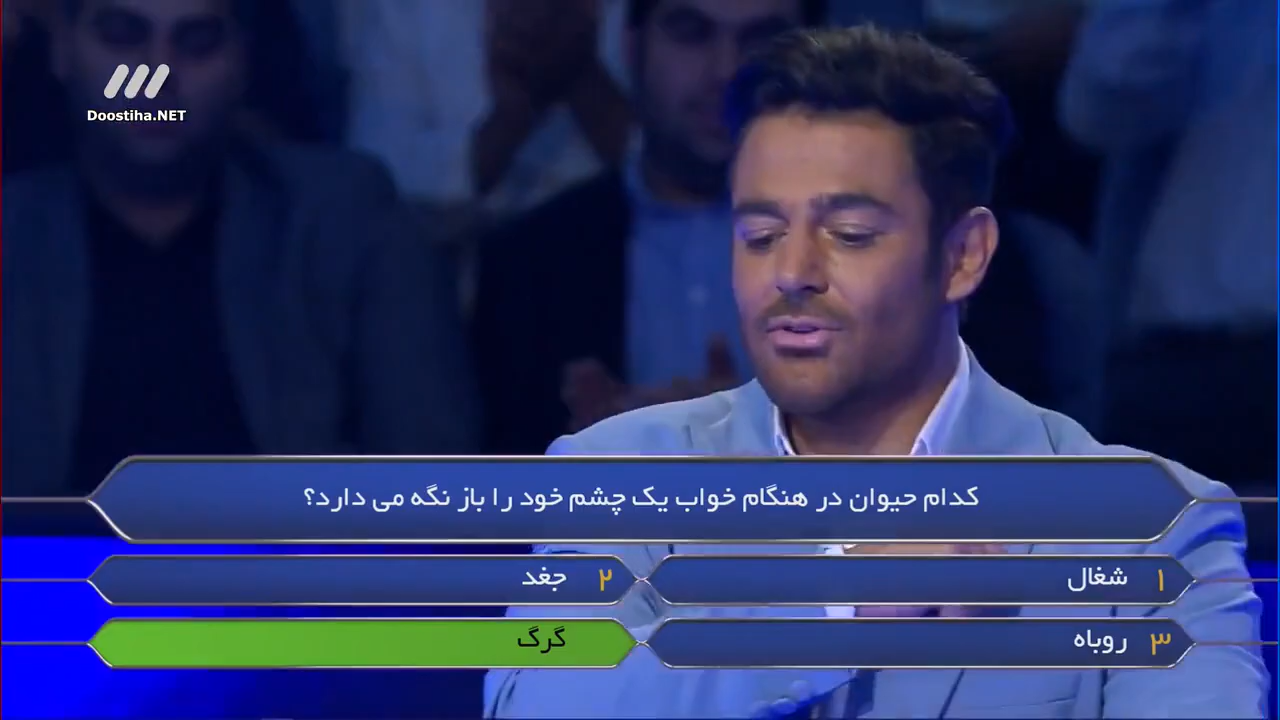 Doostiha.NET
کدام حیوان در هنگام خواب یک چشم خود را باز نگه می دارد؟
۱ شغال
۲ جغد
۳ روباه
گرگ